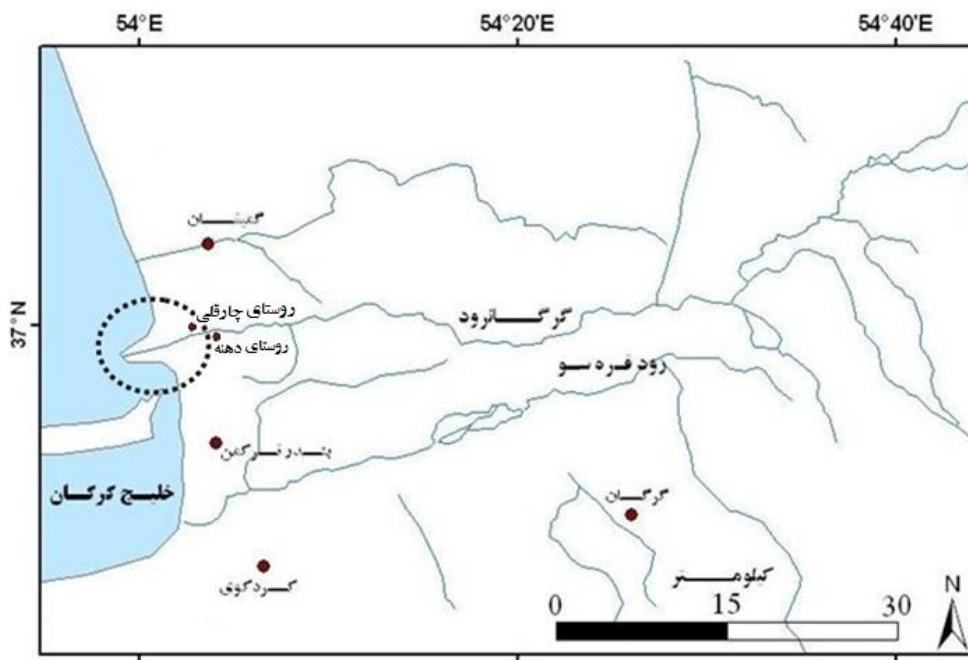 54°E
54°20'E
54°40'E
37°N
گمیشان
روستای چارقلی
روستای دهنه
گرگانرود
رود قره سو
بندر ترکمن
خلیج گرگان
گرگان
کردکوی
کیلومتر
0 15 30
N